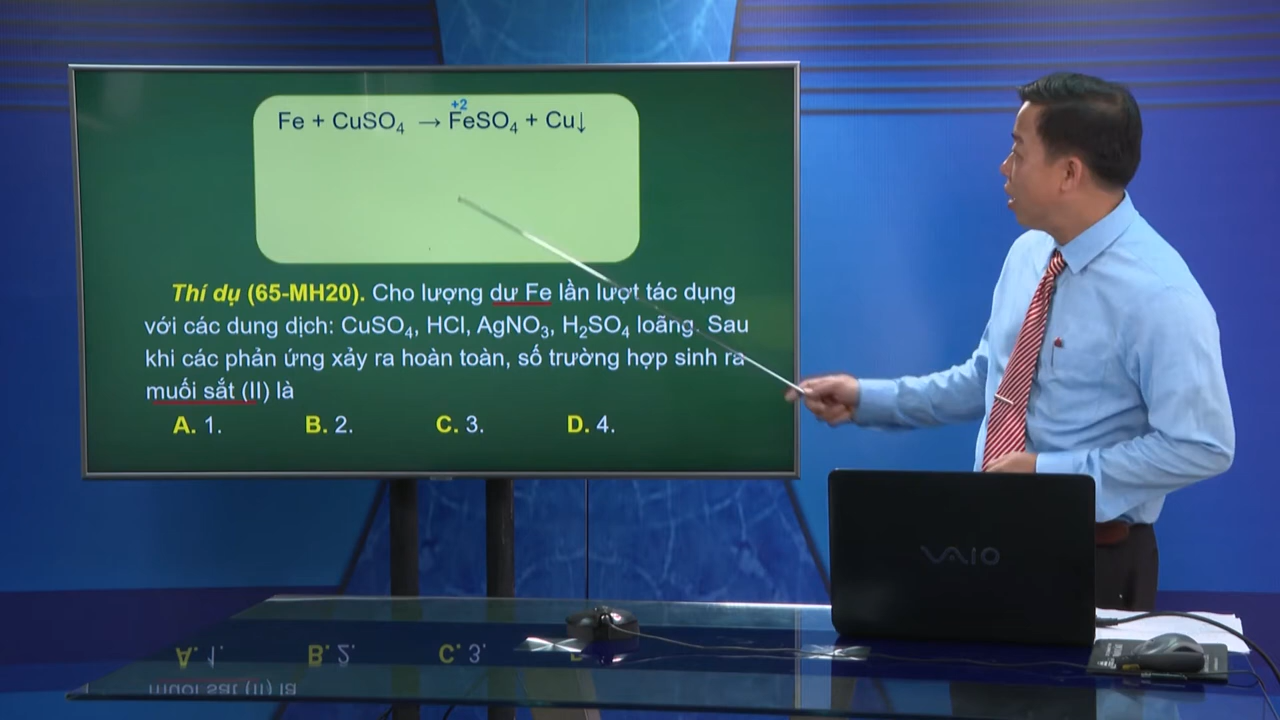 +2
Fe + CuSO₄ → FeSO₄ + Cu↓
Thí dụ (65-MH20). Cho lượng dư Fe lần lượt tác dụng
với các dung dịch: CuSO₄, HCl, AgNO₃, H₂SO₄ loãng. Sau
khi các phản ứng xảy ra hoàn toàn, số trường hợp sinh ra
muối sắt (II) là
A. 1. B. 2. C. 3. D. 4.
VAIO